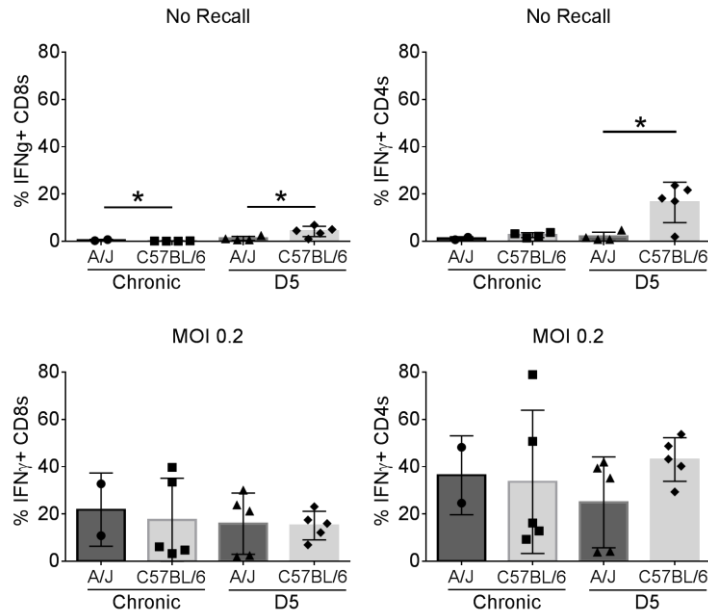 No Recall
% IFNg+ CD8s
80
60
40
20
0
*
*
A/J C57BL/6 A/J C57BL/6
Chronic D5
No Recall
% IFNγ+ CD4s
80
60
40
20
0
*
A/J C57BL/6 A/J C57BL/6
Chronic D5
MOI 0.2
% IFNγ+ CD8s
80
60
40
20
0
A/J C57BL/6 A/J C57BL/6
Chronic D5
MOI 0.2
% IFNγ+ CD4s
80
60
40
20
0
A/J C57BL/6 A/J C57BL/6
Chronic D5